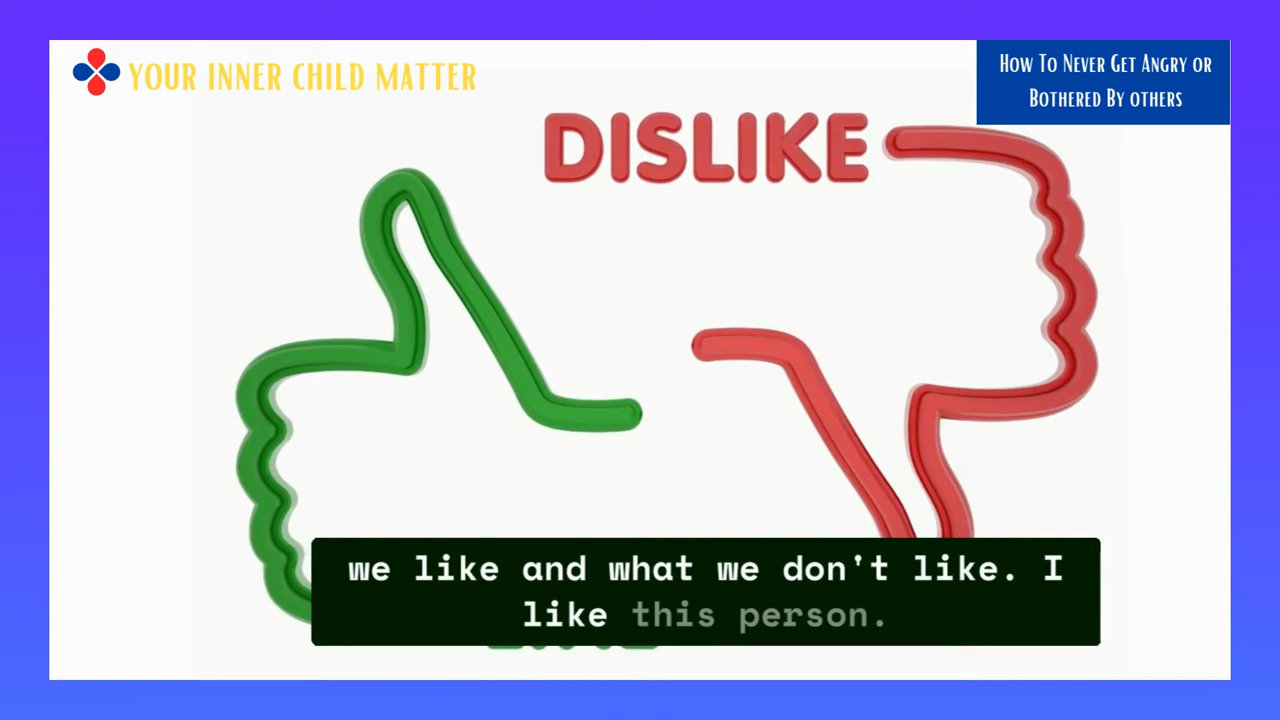 YOUR INNER CHILD MATTER
How To Never Get Angry or
Bothered By others
DISLIKE
we like and what we don't like. I
like this person.